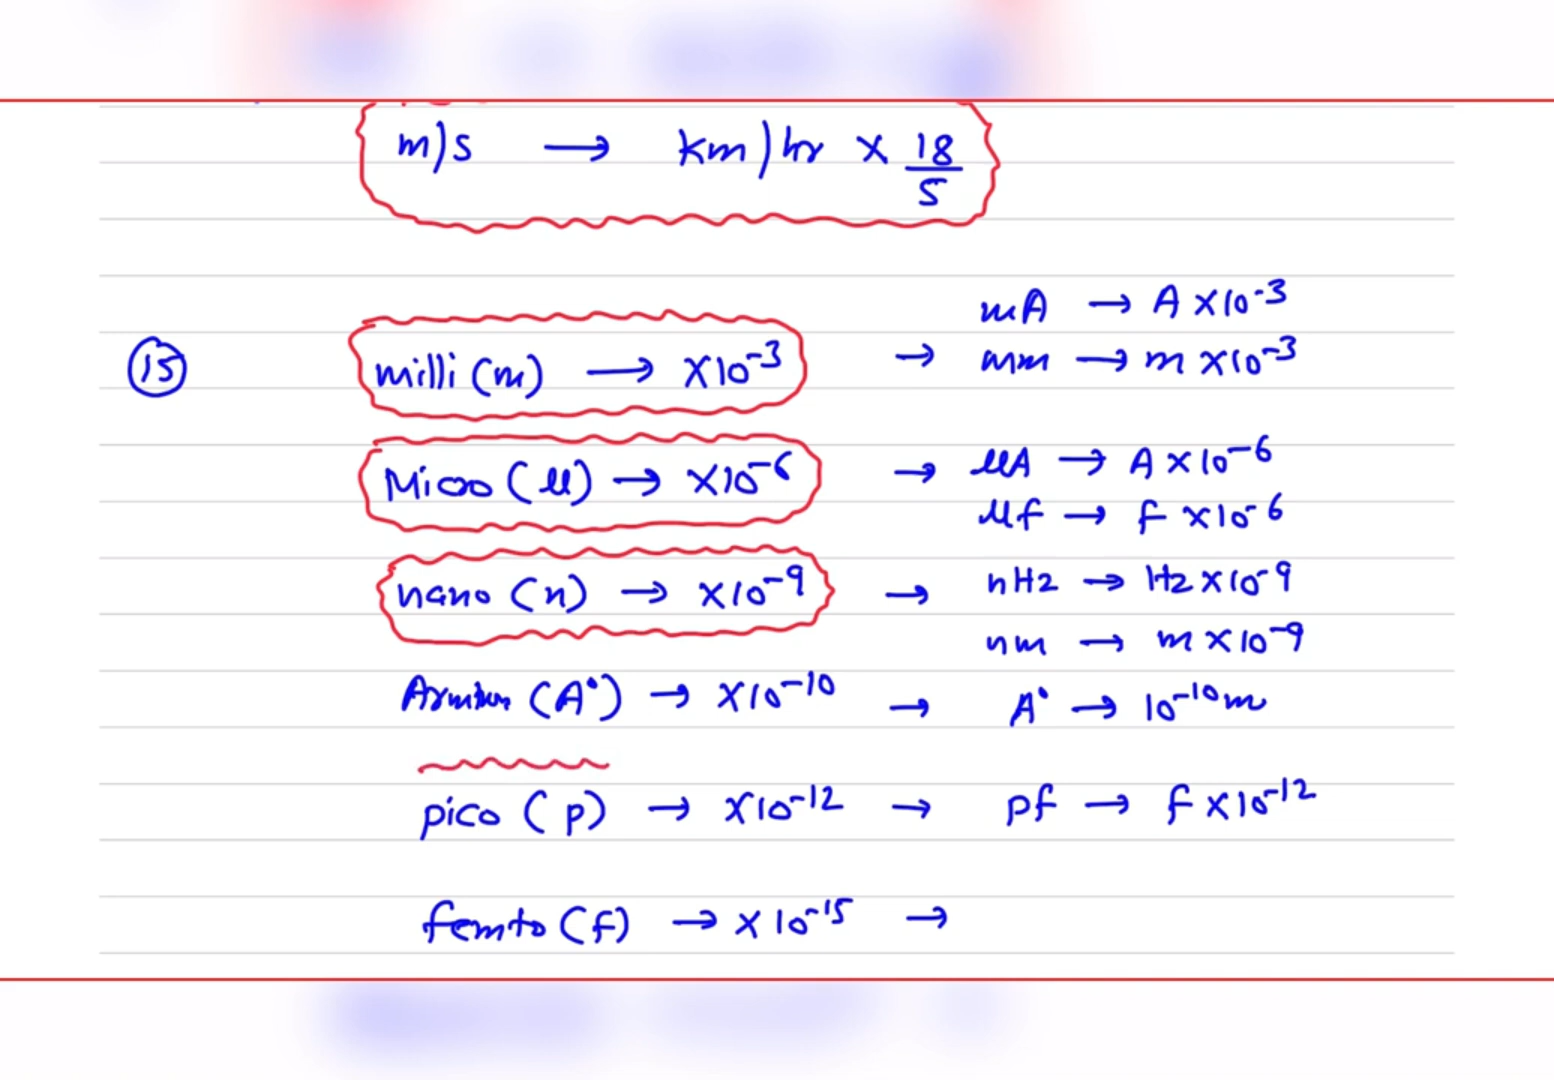 m/s → km/hr × 18/5
15 milli (m) → ×10⁻³ → mA → A ×10⁻³
mm → m ×10⁻³
Micro (μ) → ×10⁻⁶ → μA → A ×10⁻⁶
μf → f ×10⁻⁶
nano (n) → ×10⁻⁹ → nHz → Hz ×10⁻⁹
nm → m ×10⁻⁹
(A°) → ×10⁻¹⁰ → A° → 10⁻¹⁰m
pico (p) → ×10⁻¹² → pf → f ×10⁻¹²
femto (f) → ×10⁻¹⁵ →